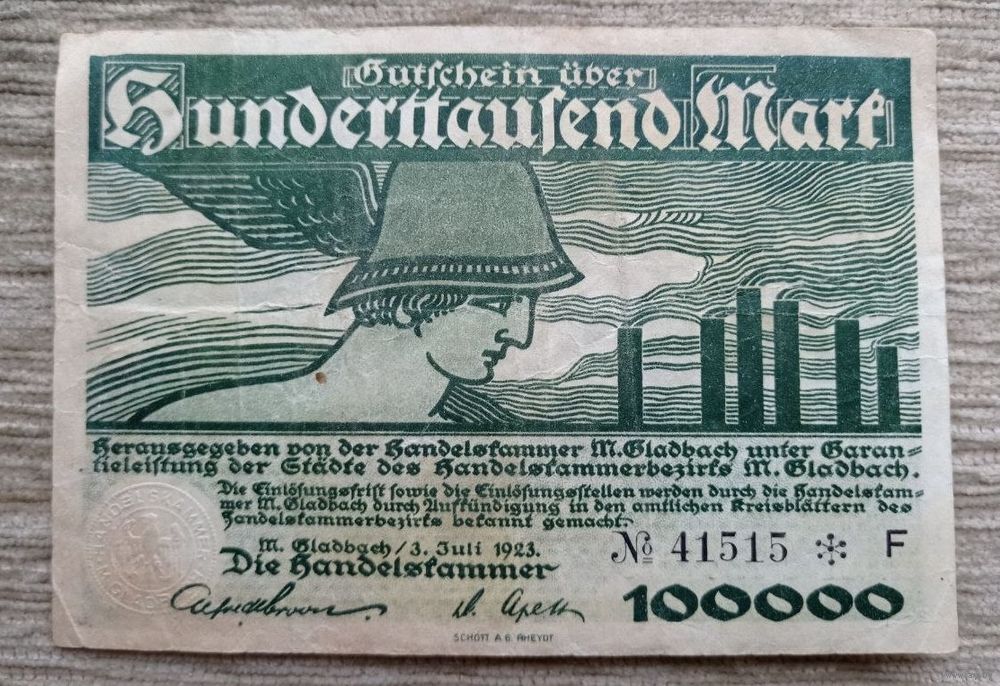 Gutschein über
Hunderttausend Mark
Herausgegeben von der Handelskammer M.Gladbach unter Garan-
tieleistung der Städte des Handelskammerbezirks M.Gladbach.
Die Einlösungsfrist sowie die Einlösungsstellen werden durch die Handelskam-
mer M.Gladbach durch Aufkündigung in den amtlichen Kreisblättern des
Handelskammerbezirks bekannt gemacht.
M. Gladbach/3. Juli 1923.
№ 41515 * F
Die Handelskammer
100000
SCHÖTT A G. RHEYDT